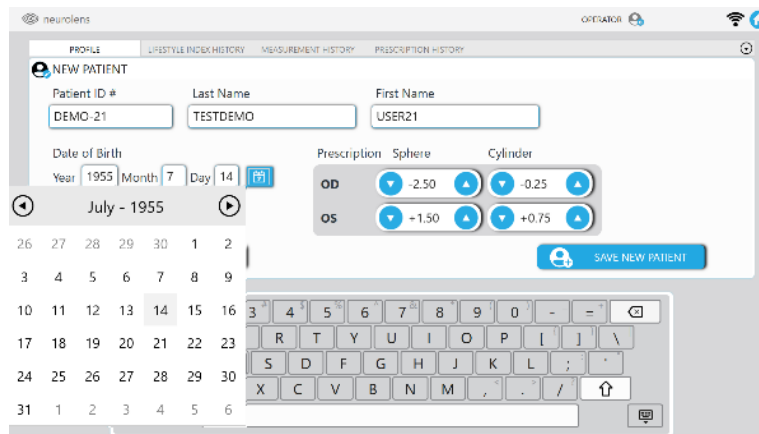 neurolens OPERATOR
PROFILE LIFESTYLE INDEX HISTORY MEASUREMENT HISTORY PRESCRIPTION HISTORY
NEW PATIENT
Patient ID # Last Name First Name
DEMO-21 TESTDEMO USER21
Date of Birth Prescription Sphere Cylinder
Year 1955 Month 7 Day 14
OD -2.50 -0.25
OS +1.50 +0.75
SAVE NEW PATIENT
July - 1955
26 27 28 29 30 1 2
3 4 5 6 7 8 9
10 11 12 13 14 15 16
17 18 19 20 21 22 23
24 25 26 27 28 29 30
31 1 2 3 4 5 6
3 # 4 $ 5 % 6 ^ 7 & 8 * 9 ( 0 ) - = +
R T Y U I O P [ ] \
S D F G H J K L ; '
X C V B N M , < . > / ?